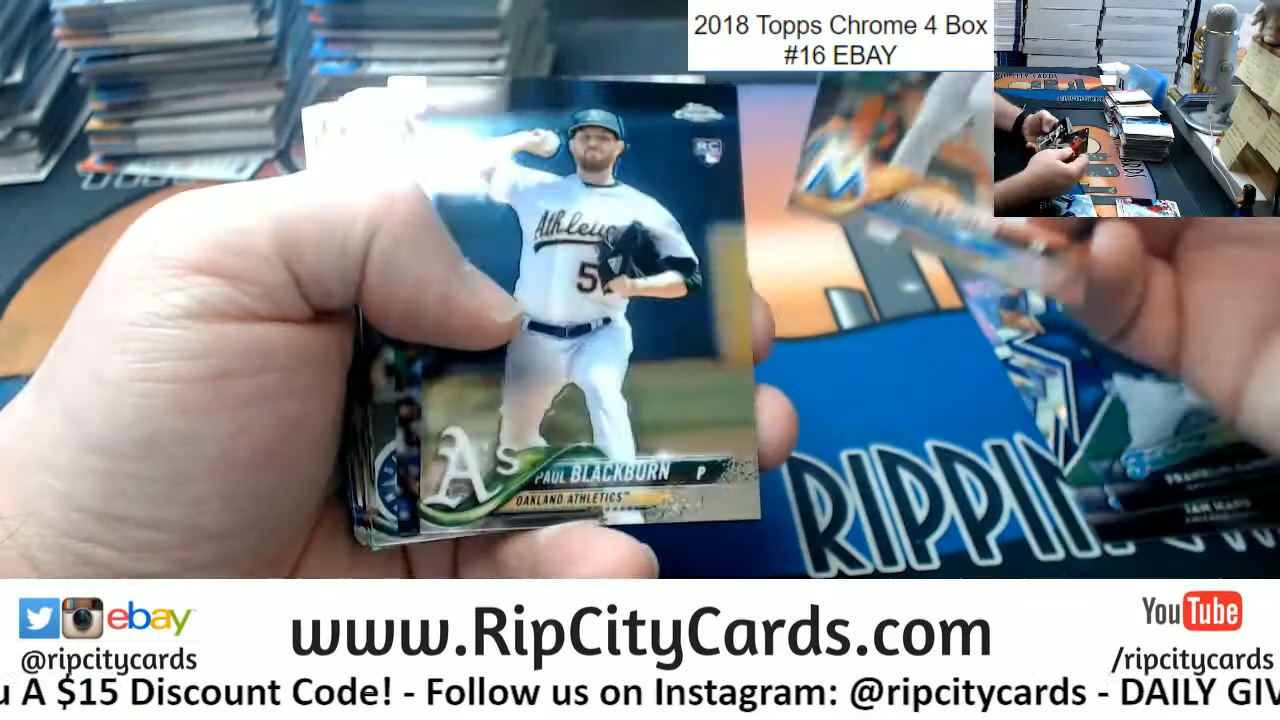 2018 Topps Chrome 4 Box
#16 EBAY
RC
Athletics
5
A's
PAUL BLACKBURN P
OAKLAND ATHLETICS™
RIPPIN
ebay
@ripcitycards
www.RipCityCards.com
YouTube
/ripcitycards
u A $15 Discount Code! - Follow us on Instagram: @ripcitycards - DAILY GIV